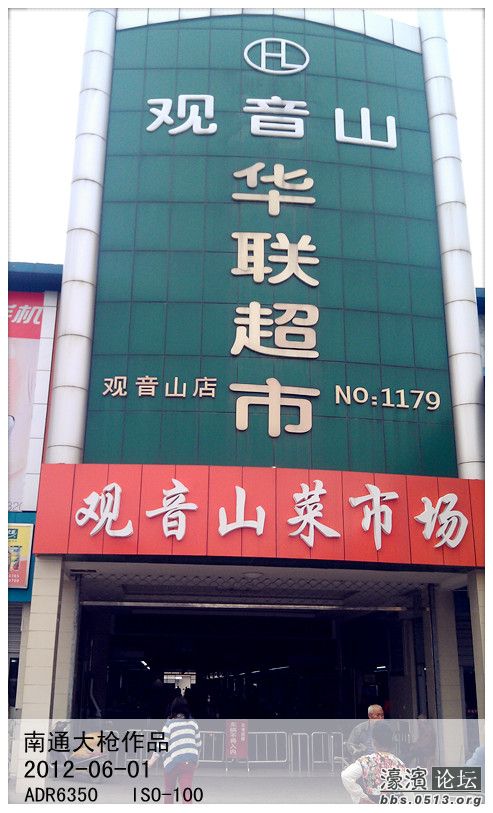 HL
观音山
华联超市
观音山店
NO:1179
手机
观音山菜市场
南通大枪作品
2012-06-01
ADR6350 ISO-100
濠滨论坛
bbs.0513.org